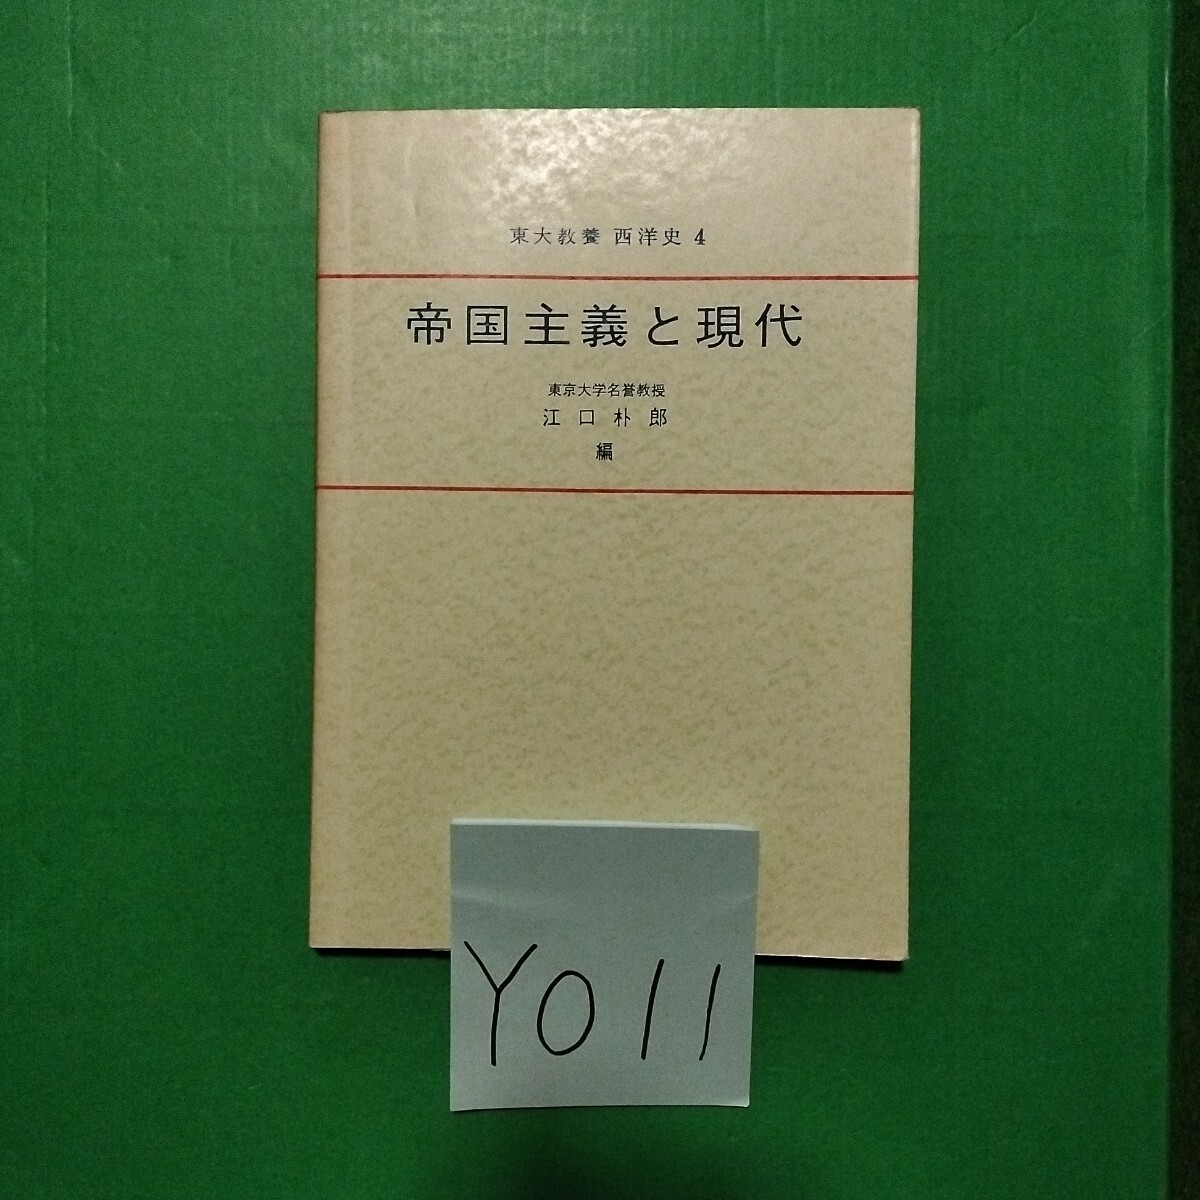 東大教養 西洋史 4
帝国主義と現代
東京大学名誉教授
江口朴郎
編
YO11